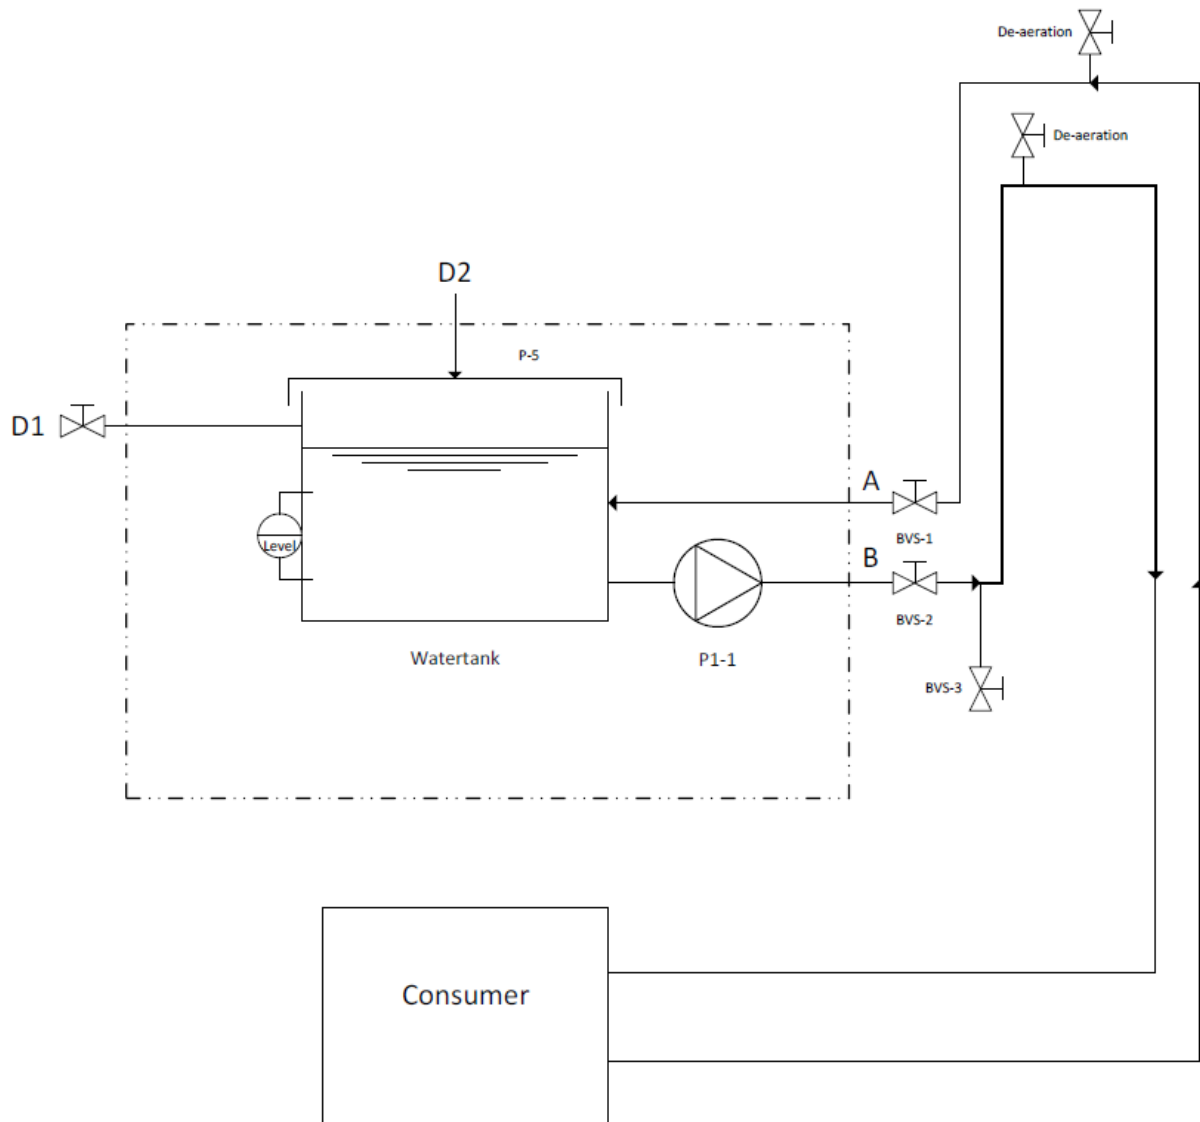 De-aeration
De-aeration
D2
P-5
D1
A
BVS-1
Level
B
BVS-2
Watertank
P1-1
BVS-3
Consumer